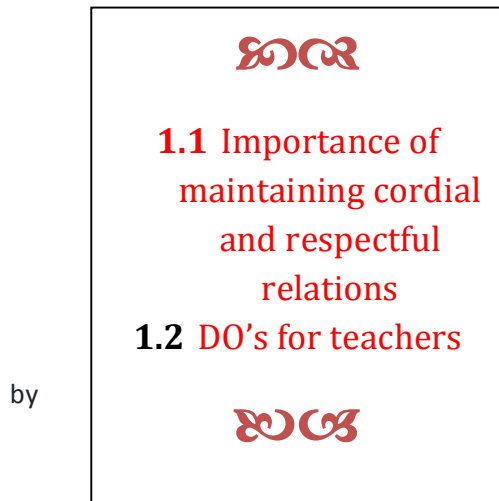 1.1 Importance of
maintaining cordial
and respectful
relations
1.2 DO's for teachers
by